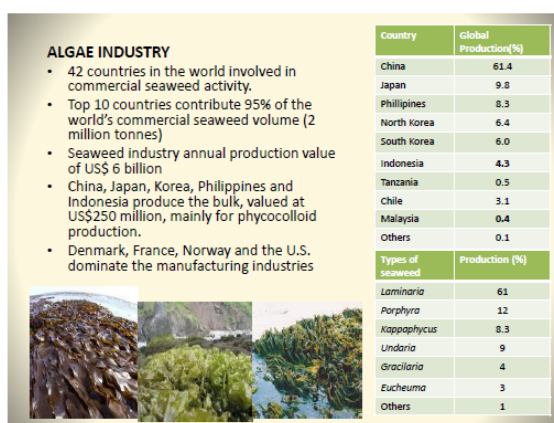 ALGAE INDUSTRY
• 42 countries in the world involved in
commercial seaweed activity.
• Top 10 countries contribute 95% of the
world's commercial seaweed volume (2
million tonnes)
• Seaweed industry annual production value
of US$ 6 billion
• China, Japan, Korea, Philippines and
Indonesia produce the bulk, valued at
US$250 million, mainly for phycocolloid
production.
• Denmark, France, Norway and the U.S.
dominate the manufacturing industries
Country Global
Production(%)
China 61.4
Japan 9.8
Phillipines 8.3
North Korea 6.4
South Korea 6.0
Indonesia 4.3
Tanzania 0.5
Chile 3.1
Malaysia 0.4
Others 0.1
Types of Production (%)
seaweed
Laminaria 61
Porphyra 12
Kappaphycus 8.3
Undaria 9
Gracilaria 4
Eucheuma 3
Others 1